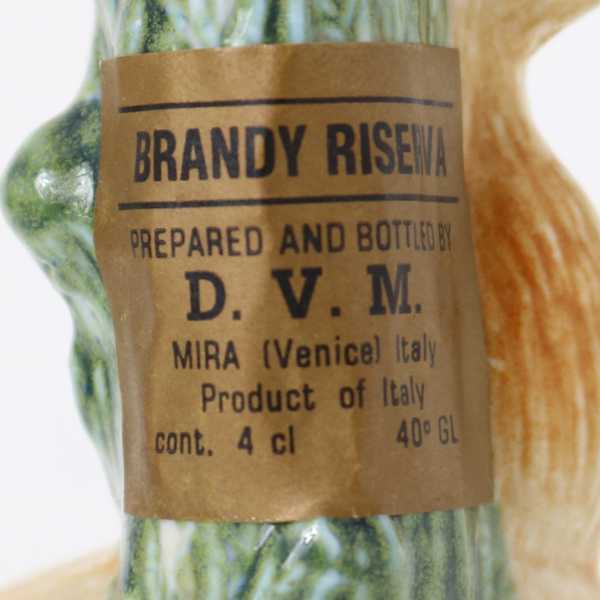 BRANDY RISERVA
PREPARED AND BOTTLED BY
D. V. M.
MIRA (Venice) Italy
Product of Italy
cont. 4 cl 40° GL